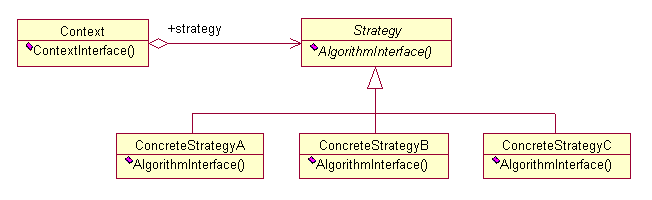 Context
ContextInterface()
+strategy
Strategy
AlgorithmInterface()
ConcreteStrategyA
AlgorithmInterface()
ConcreteStrategyB
AlgorithmInterface()
ConcreteStrategyC
AlgorithmInterface()